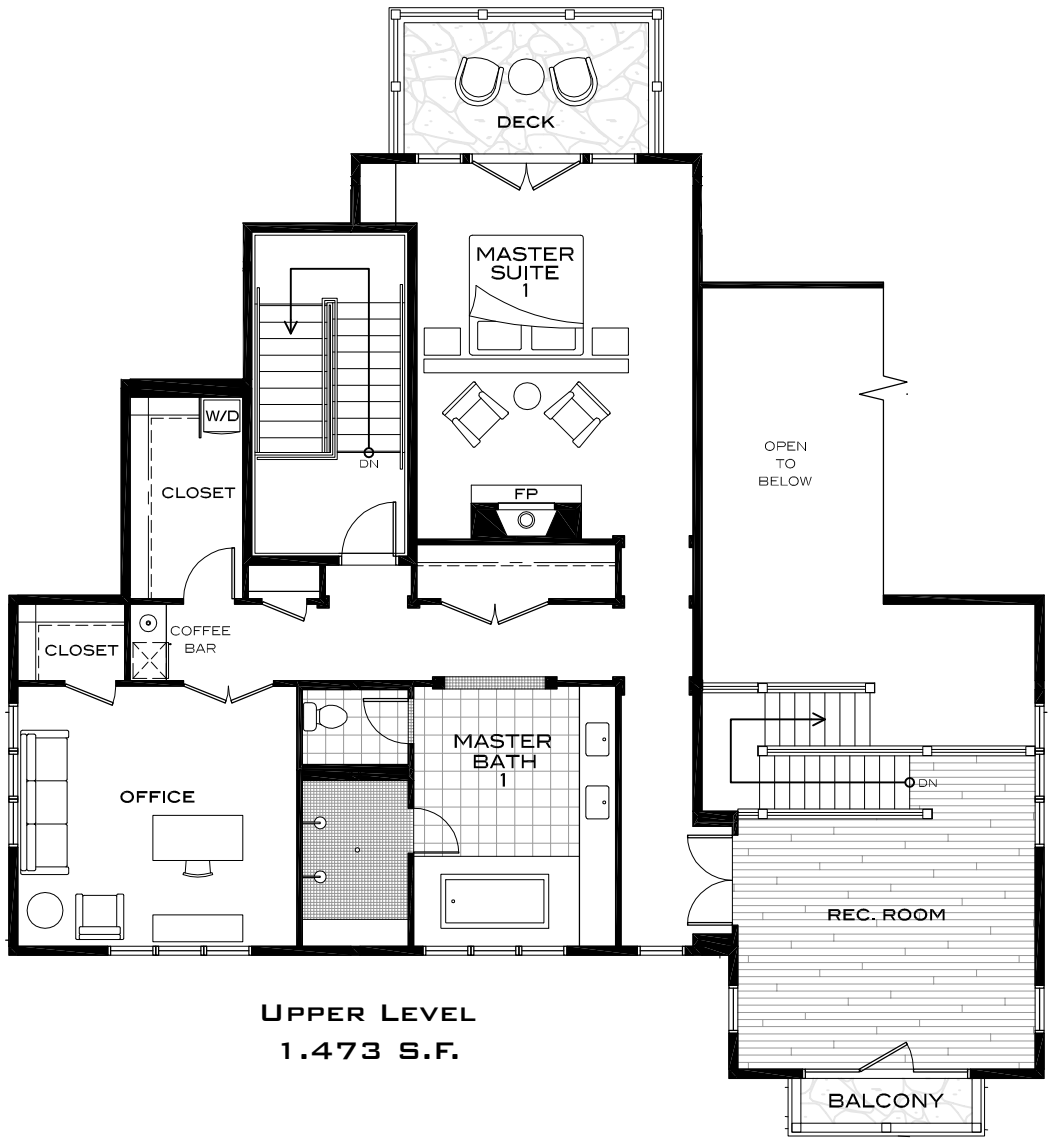 DECK
MASTER
SUITE
1
W/D
CLOSET
DN
FP
OPEN
TO
BELOW
COFFEE
BAR
CLOSET
MASTER
BATH
1
OFFICE
DN
REC. ROOM
UPPER LEVEL
1.473 S.F.
BALCONY